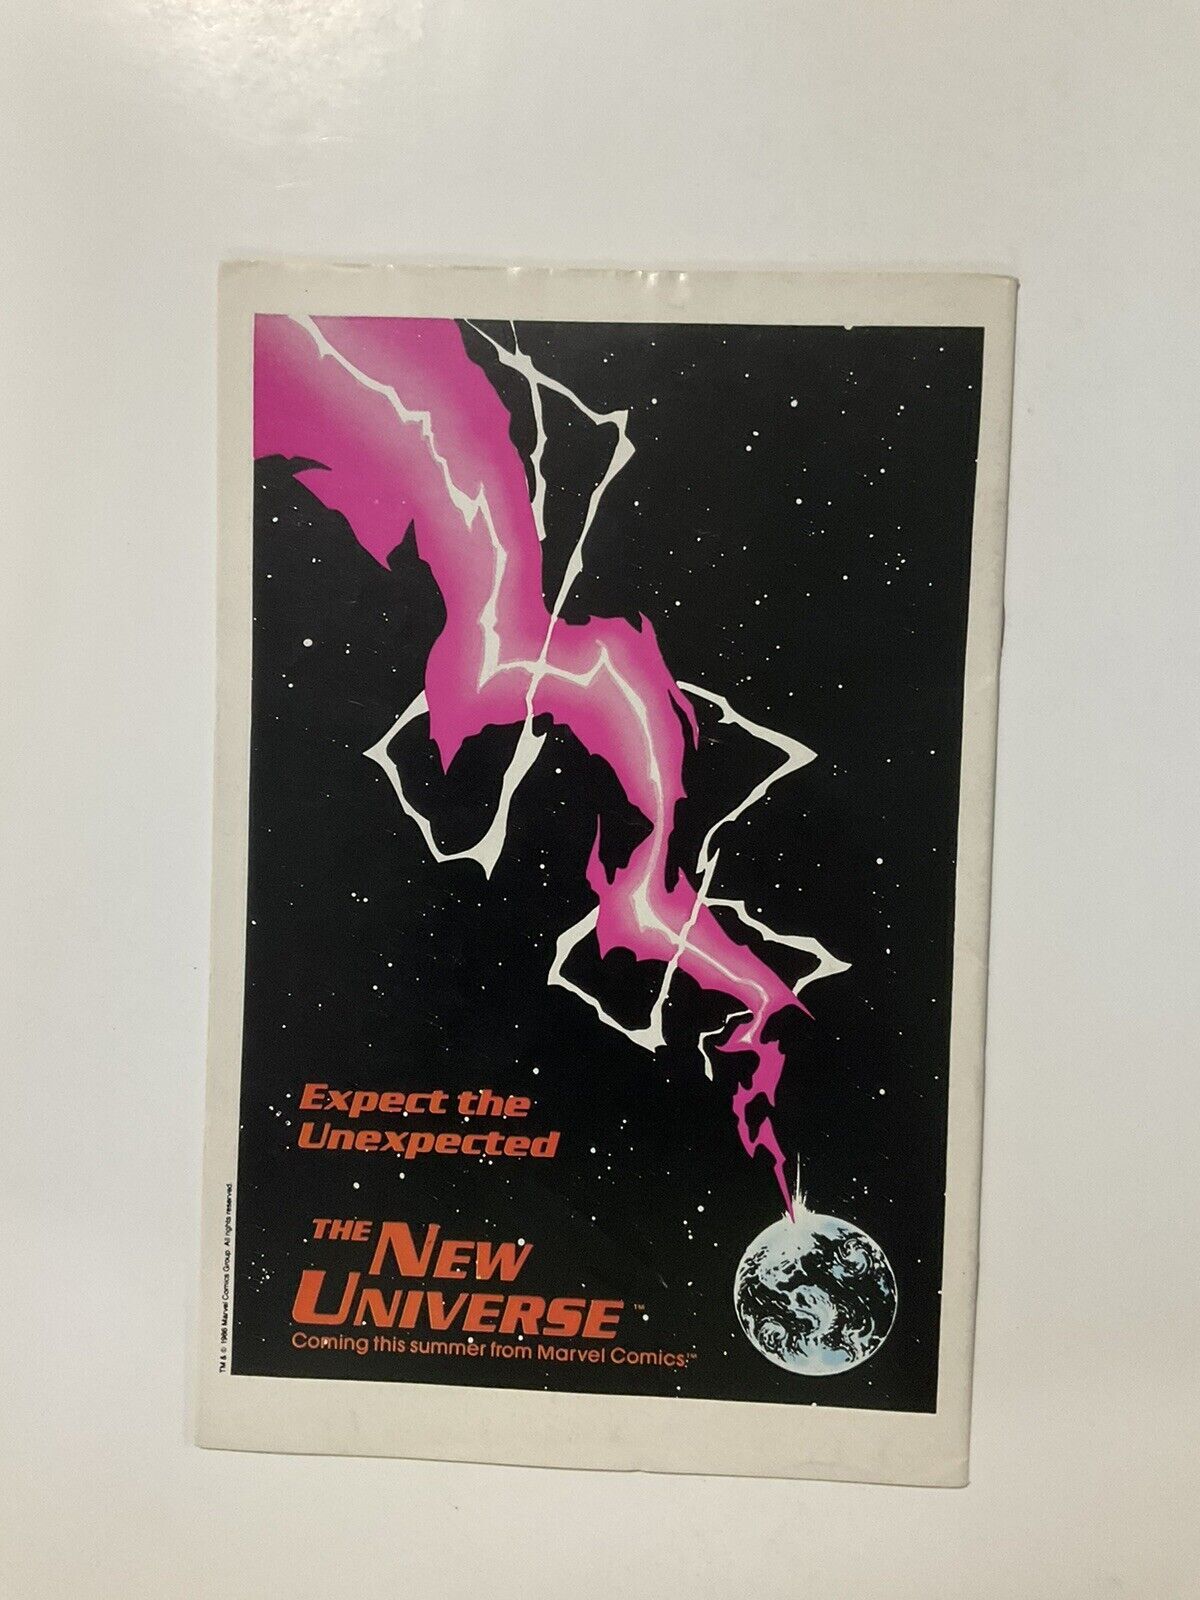 Expect the
Unexpected
THE NEW
UNIVERSE™
Coming this summer from Marvel Comics.™
TM & © 1986 Marvel Comics Group. All rights reserved.